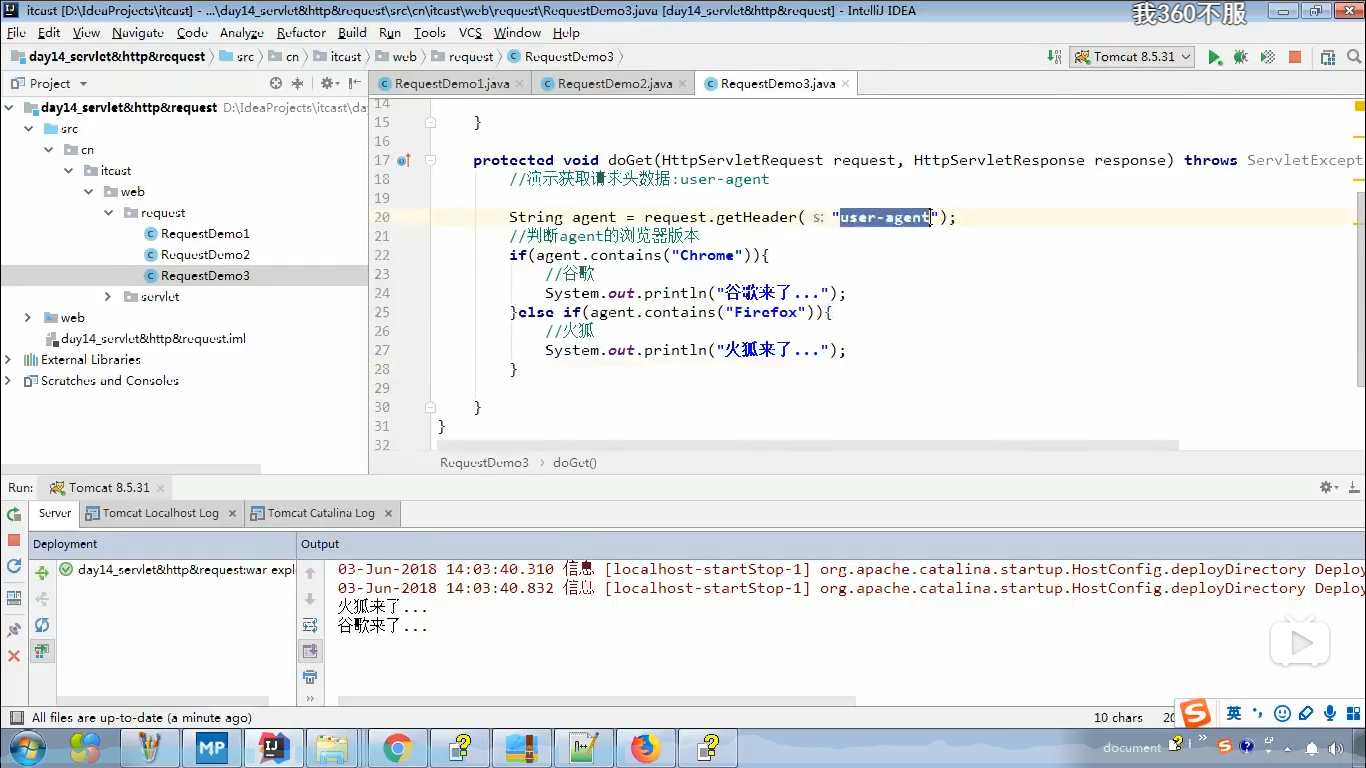 itcast [D:\IdeaProjects\itcast] - ...\day14_servlet&http&request\src\cn\itcast\web\request\RequestDemo3.java [day14_servlet&http&request] - IntelliJ IDEA
我360不服
File Edit View Navigate Code Analyze Refactor Build Run Tools VCS Window Help
day14_servlet&http&request src cn itcast web request RequestDemo3
Tomcat 8.5.31
Project
RequestDemo1.java
RequestDemo2.java
RequestDemo3.java
day14_servlet&http&request D:\IdeaProjects\itcast\da
src
cn
itcast
web
request
RequestDemo1
RequestDemo2
RequestDemo3
servlet
web
day14_servlet&http&request.iml
External Libraries
Scratches and Consoles
14
15 }
16
17 protected void doGet(HttpServletRequest request, HttpServletResponse response) throws ServletExcept
18 //演示获取请求头数据:user-agent
19
20 String agent = request.getHeader( s: "user-agent");
21 //判断agent的浏览器版本
22 if(agent.contains("Chrome")){
23 //谷歌
24 System.out.println("谷歌来了...");
25 }else if(agent.contains("Firefox")){
26 //火狐
27 System.out.println("火狐来了...");
28 }
29
30 }
31 }
32
RequestDemo3 doGet()
Run: Tomcat 8.5.31
Server Tomcat Localhost Log Tomcat Catalina Log
Deployment
Output
day14_servlet&http&request:war expl
03-Jun-2018 14:03:40.310 信息 [localhost-startStop-1] org.apache.catalina.startup.HostConfig.deployDirectory Deploy
03-Jun-2018 14:03:40.832 信息 [localhost-startStop-1] org.apache.catalina.startup.HostConfig.deployDirectory Deploy
火狐来了...
谷歌来了...
All files are up-to-date (a minute ago)
10 chars
英
MP
document